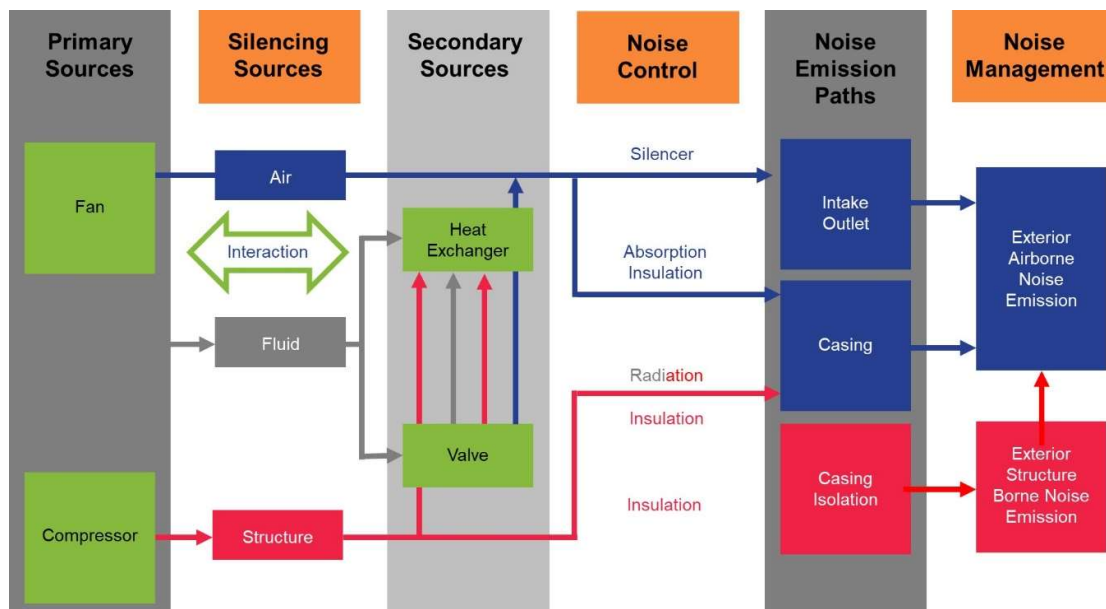 Primary
Sources
Silencing
Sources
Secondary
Sources
Noise
Control
Noise
Emission
Paths
Noise
Management
Fan
Air
Interaction
Fluid
Compressor
Structure
Heat
Exchanger
Valve
Silencer
Absorption
Insulation
Radiation
Insulation
Insulation
Intake
Outlet
Casing
Casing
Isolation
Exterior
Airborne
Noise
Emission
Exterior
Structure
Borne Noise
Emission